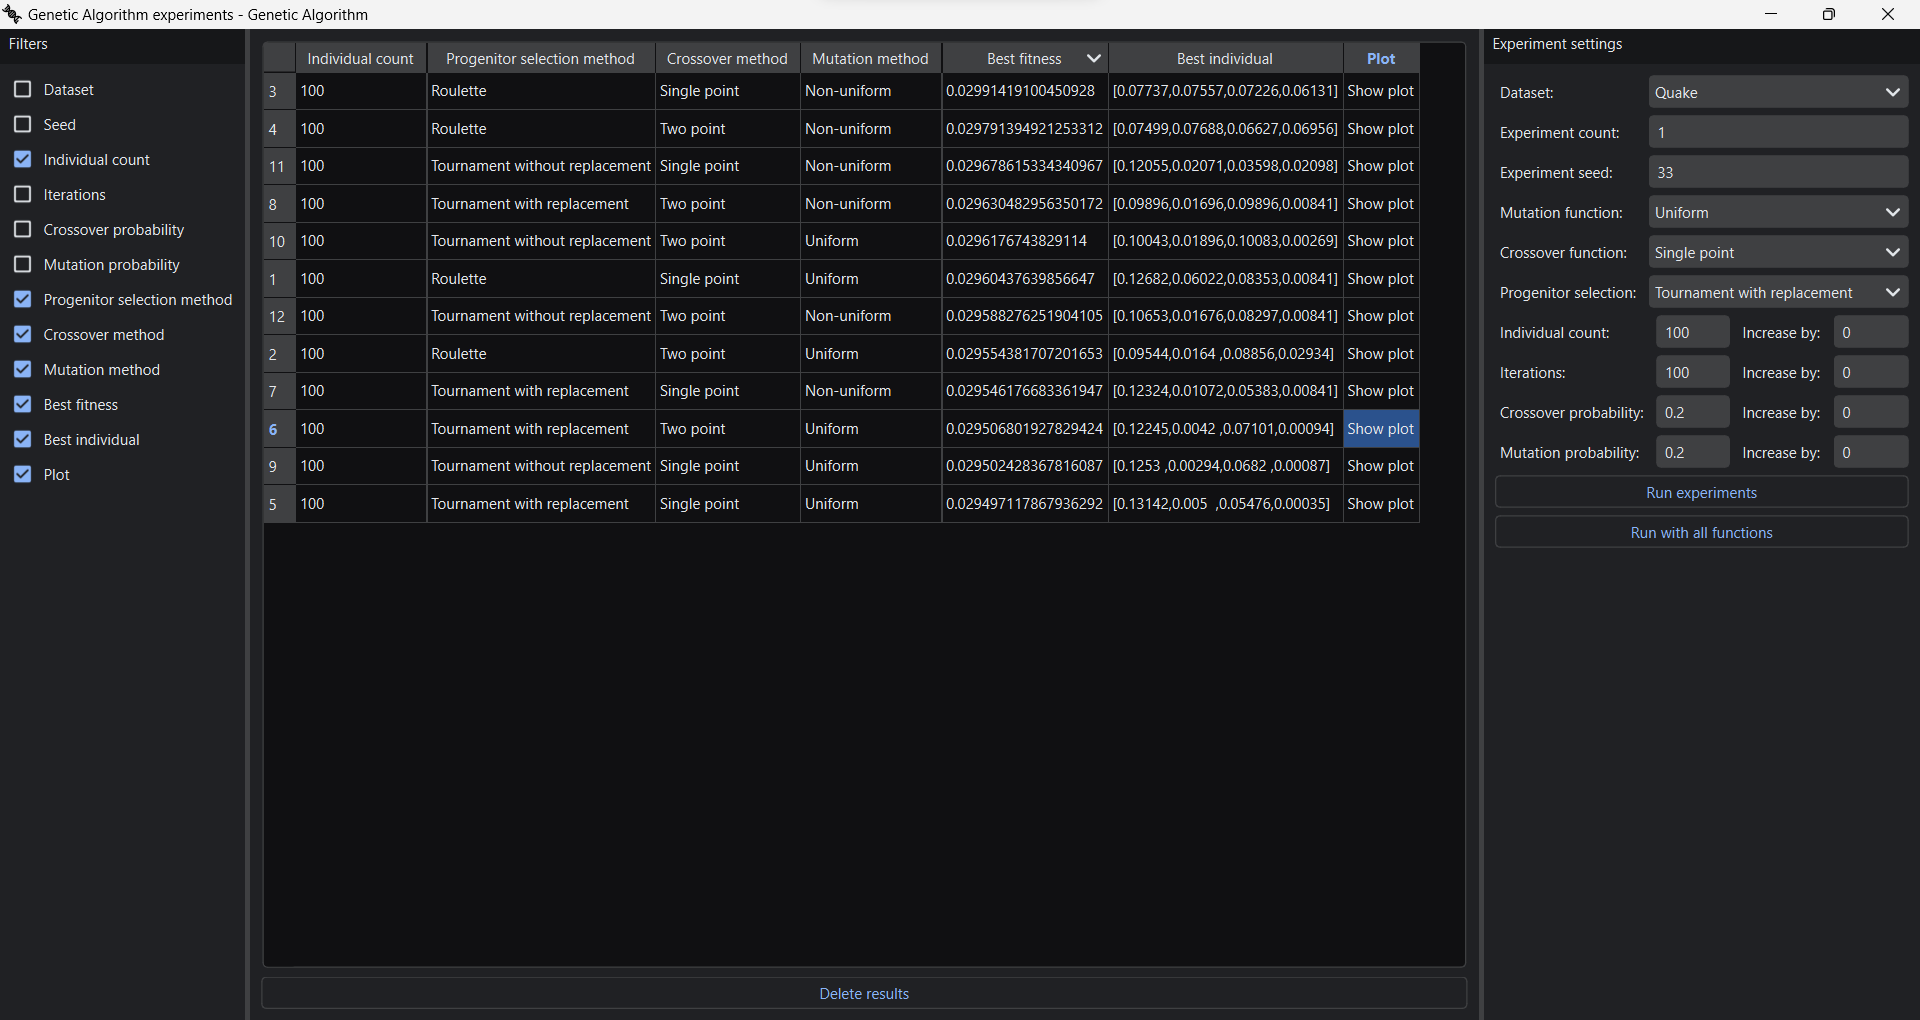 Genetic Algorithm experiments - Genetic Algorithm
Filters
Dataset
Seed
Individual count
Iterations
Crossover probability
Mutation probability
Progenitor selection method
Crossover method
Mutation method
Best fitness
Best individual
Plot
Individual count Progenitor selection method Crossover method Mutation method Best fitness Best individual Plot
3 100 Roulette Single point Non-uniform 0.02991419100450928 [0.07737,0.07557,0.07226,0.06131] Show plot
4 100 Roulette Two point Non-uniform 0.029791394921253312 [0.07499,0.07688,0.06627,0.06956] Show plot
11 100 Tournament without replacement Single point Non-uniform 0.029678615334340967 [0.12055,0.02071,0.03598,0.02098] Show plot
8 100 Tournament with replacement Two point Non-uniform 0.029630482956350172 [0.09896,0.01696,0.09896,0.00841] Show plot
10 100 Tournament without replacement Two point Uniform 0.0296176743829114 [0.10043,0.01896,0.10083,0.00269] Show plot
1 100 Roulette Single point Uniform 0.02960437639856647 [0.12682,0.06022,0.08353,0.00841] Show plot
12 100 Tournament without replacement Two point Non-uniform 0.029588276251904105 [0.10653,0.01676,0.08297,0.00841] Show plot
2 100 Roulette Two point Uniform 0.029554381707201653 [0.09544,0.0164 ,0.08856,0.02934] Show plot
7 100 Tournament with replacement Single point Non-uniform 0.029546176683361947 [0.12324,0.01072,0.05383,0.00841] Show plot
6 100 Tournament with replacement Two point Uniform 0.029506801927829424 [0.12245,0.0042 ,0.07101,0.00094] Show plot
9 100 Tournament without replacement Single point Uniform 0.029502428367816087 [0.1253 ,0.00294,0.0682 ,0.00087] Show plot
5 100 Tournament with replacement Single point Uniform 0.029497117867936292 [0.13142,0.005  ,0.05476,0.00035] Show plot
Delete results
Experiment settings
Dataset: Quake
Experiment count: 1
Experiment seed: 33
Mutation function: Uniform
Crossover function: Single point
Progenitor selection: Tournament with replacement
Individual count: 100 Increase by: 0
Iterations: 100 Increase by: 0
Crossover probability: 0.2 Increase by: 0
Mutation probability: 0.2 Increase by: 0
Run experiments
Run with all functions